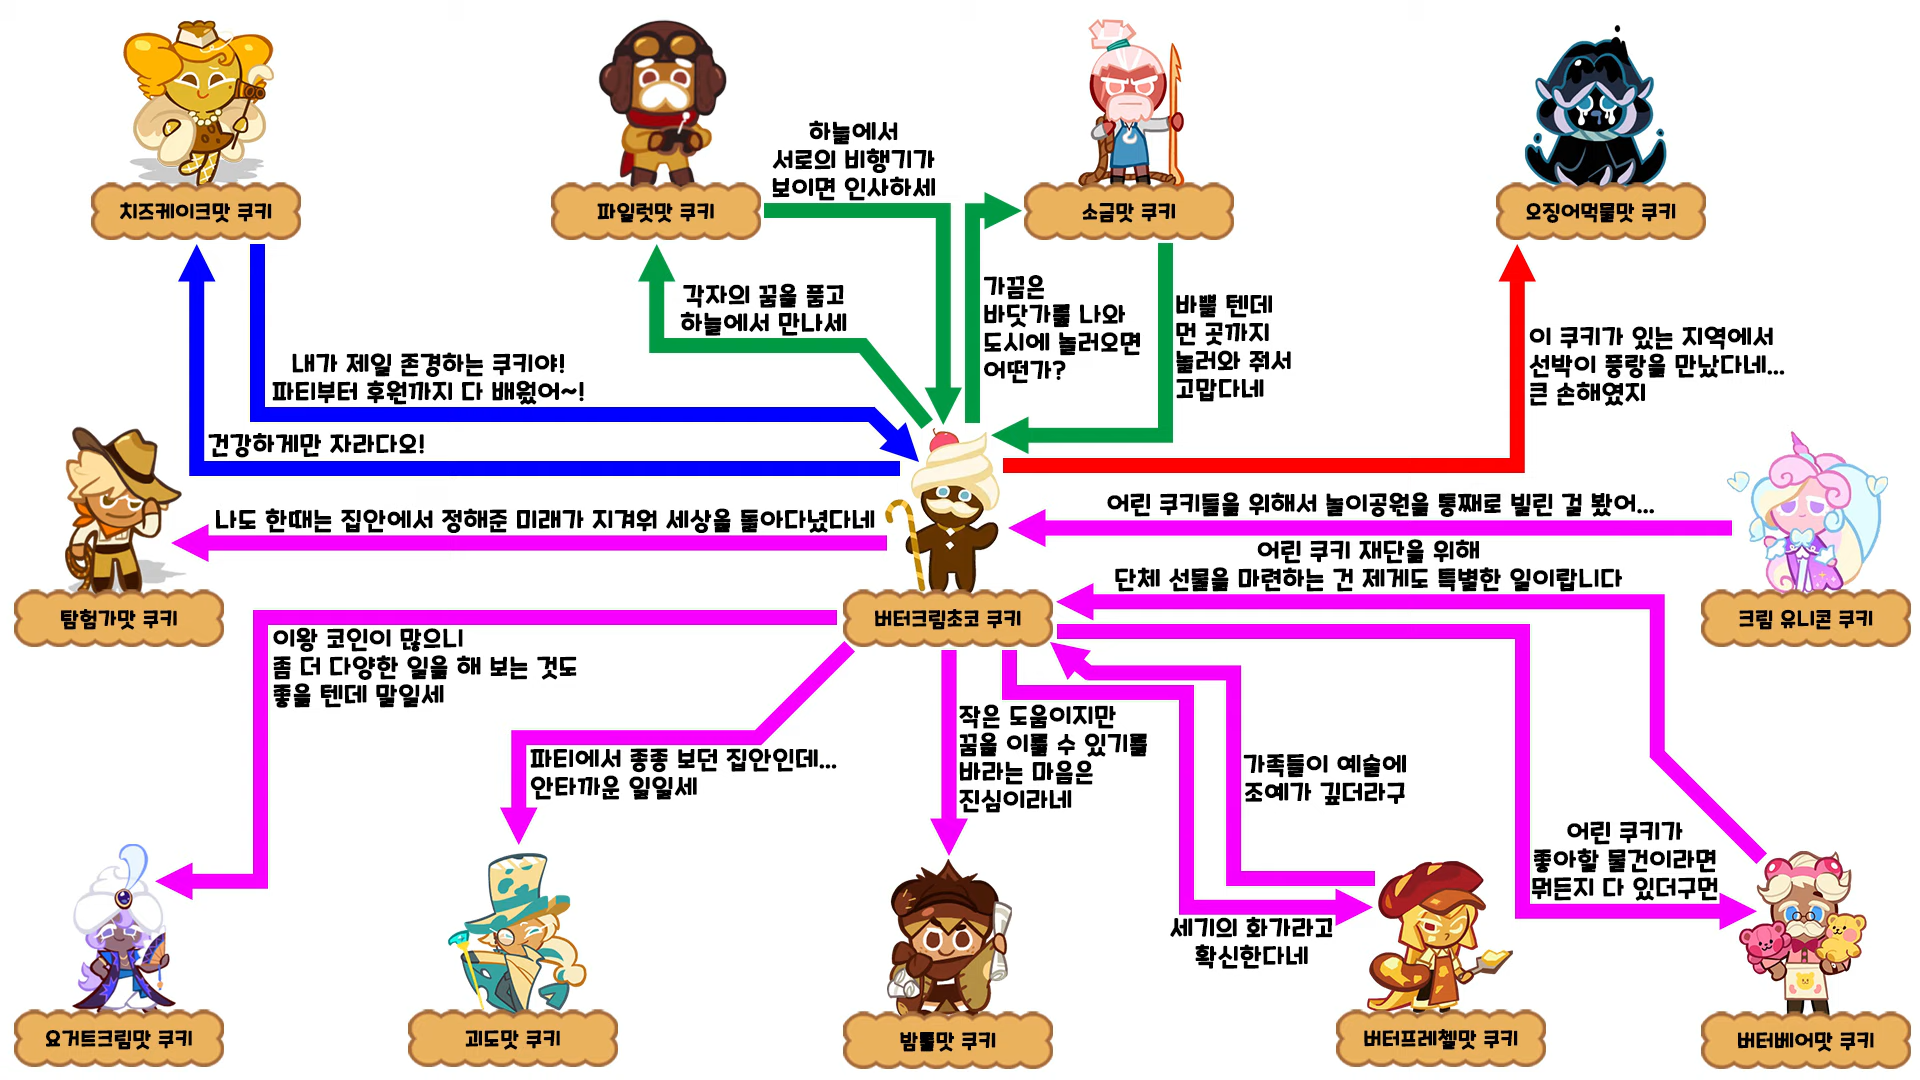 치즈케이크맛 쿠키
파일럿맛 쿠키
소금맛 쿠키
오징어먹물맛 쿠키
하늘에서
서로의 비행기가
보이면 인사하세
각자의 꿈을 품고
하늘에서 만나세
가끔은
바닷가를 나와
도시에 놀러오면
어떤가?
바쁠 텐데
먼 곳까지
놀러와 줘서
고맙다네
이 쿠키가 있는 지역에서
선박이 풍랑을 만났다네...
큰 손해였지
내가 제일 존경하는 쿠키야!
파티부터 후원까지 다 배웠어~!
건강하게만 자라다오!
나도 한때는 집안에서 정해준 미래가 지겨워 세상을 돌아다녔다네
어린 쿠키들을 위해서 놀이공원을 통째로 빌린 걸 봤어...
어린 쿠키 재단을 위해
단체 선물을 마련하는 건 제게도 특별한 일이랍니다
탐험가맛 쿠키
버터크림초코 쿠키
크림 유니콘 쿠키
이왕 코인이 많으니
좀 더 다양한 일을 해 보는 것도
좋을 텐데 말일세
파티에서 종종 보던 집안인데...
안타까운 일일세
작은 도움이지만
꿈을 이룰 수 있기를
바라는 마음은
진심이라네
가족들이 예술에
조예가 깊더라구
세기의 화가라고
확신한다네
어린 쿠키가
좋아할 물건이라면
뭐든지 다 있더구먼
요거트크림맛 쿠키
괴도맛 쿠키
밤톨맛 쿠키
버터프레첼맛 쿠키
버터베어맛 쿠키